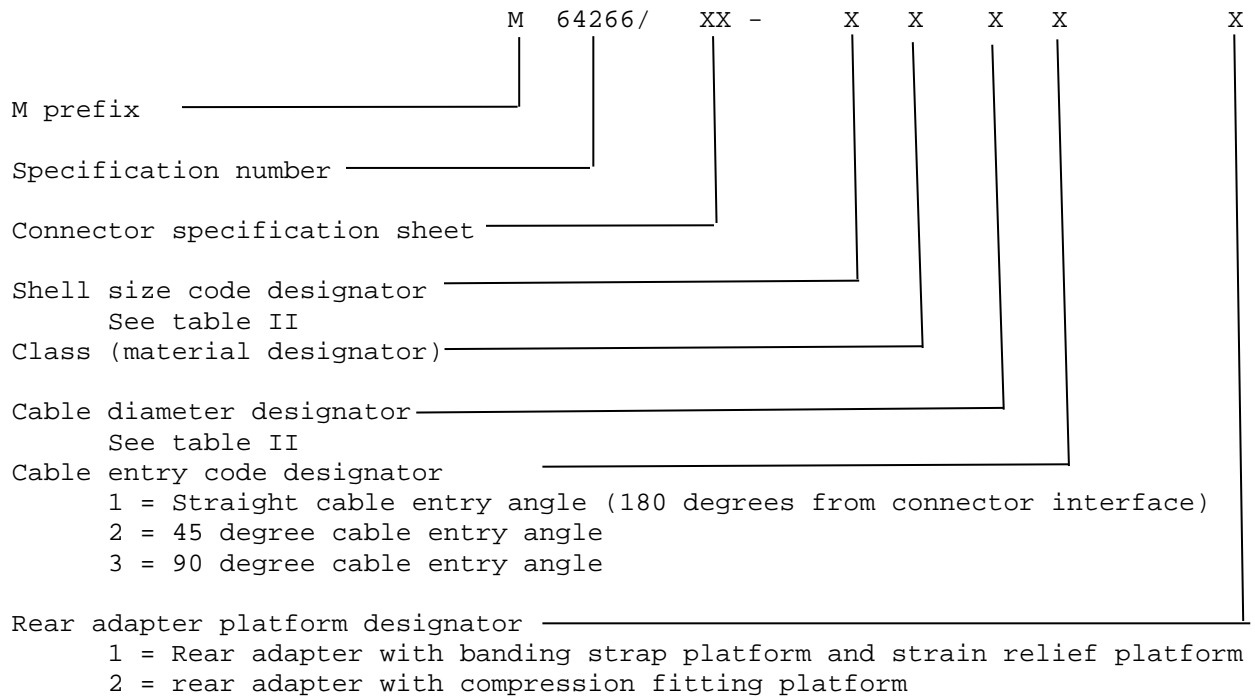 M 64266/ XX - X X X X X
M prefix
Specification number
Connector specification sheet
Shell size code designator
See table II
Class (material designator)
Cable diameter designator
See table II
Cable entry code designator
1 = Straight cable entry angle (180 degrees from connector interface)
2 = 45 degree cable entry angle
3 = 90 degree cable entry angle
Rear adapter platform designator
1 = Rear adapter with banding strap platform and strain relief platform
2 = rear adapter with compression fitting platform